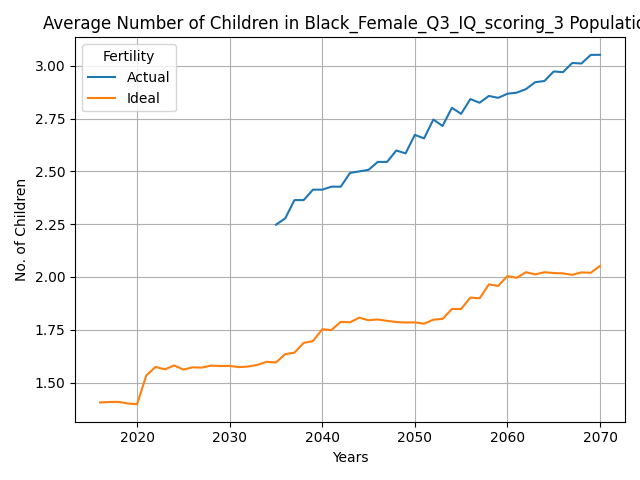 Average Number of Children in Black_Female_Q3_IQ_scoring_3 Populatio
Fertility
Actual
Ideal
No. of Children
3.00
2.75
2.50
2.25
2.00
1.75
1.50
2020 2030 2040 2050 2060 2070
Years